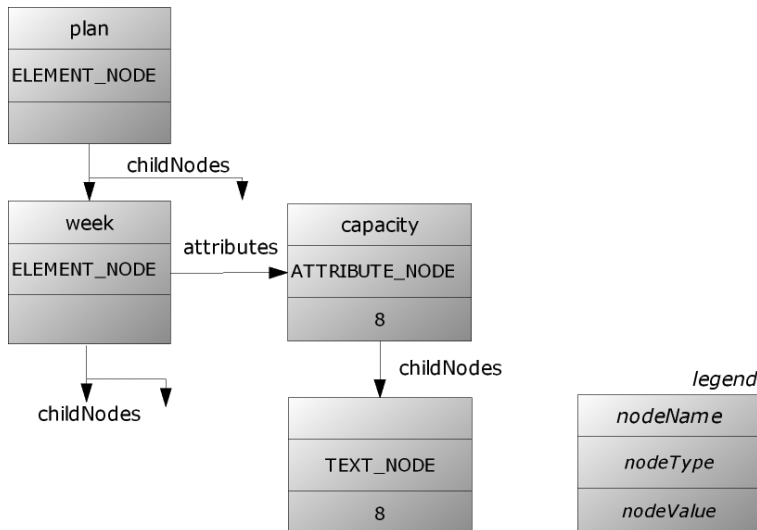 plan
ELEMENT_NODE
childNodes
week
ELEMENT_NODE
attributes
capacity
ATTRIBUTE_NODE
8
childNodes
childNodes
TEXT_NODE
8
legend
nodeName
nodeType
nodeValue